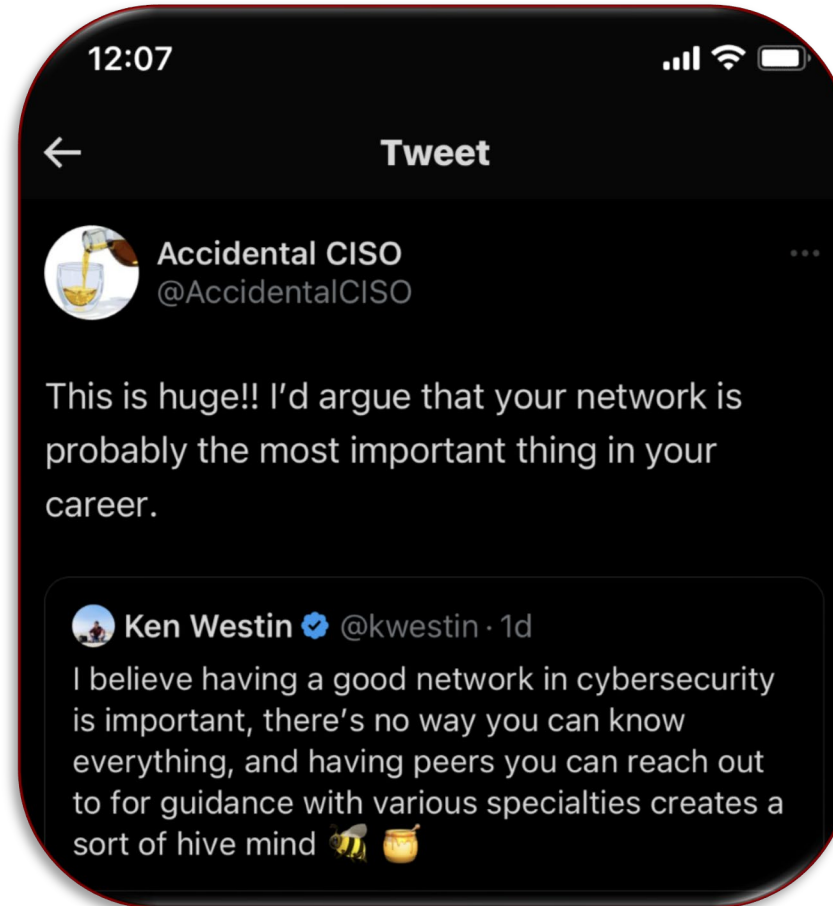 12:07
Tweet
Accidental CISO
@AccidentalCISO
This is huge!! I’d argue that your network is
probably the most important thing in your
career.
Ken Westin @kwestin · 1d
I believe having a good network in cybersecurity
is important, there’s no way you can know
everything, and having peers you can reach out
to for guidance with various specialties creates a
sort of hive mind 🐝 🍯